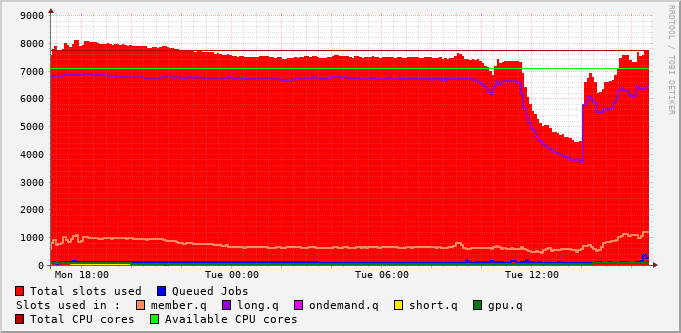 9000
8000
7000
6000
5000
4000
3000
2000
1000
0
Mon 18:00 Tue 00:00 Tue 06:00 Tue 12:00
RRDTOOL / TOBI OETIKER
Total slots used Queued Jobs
Slots used in : member.q long.q ondemand.q short.q gpu.q
Total CPU cores Available CPU cores